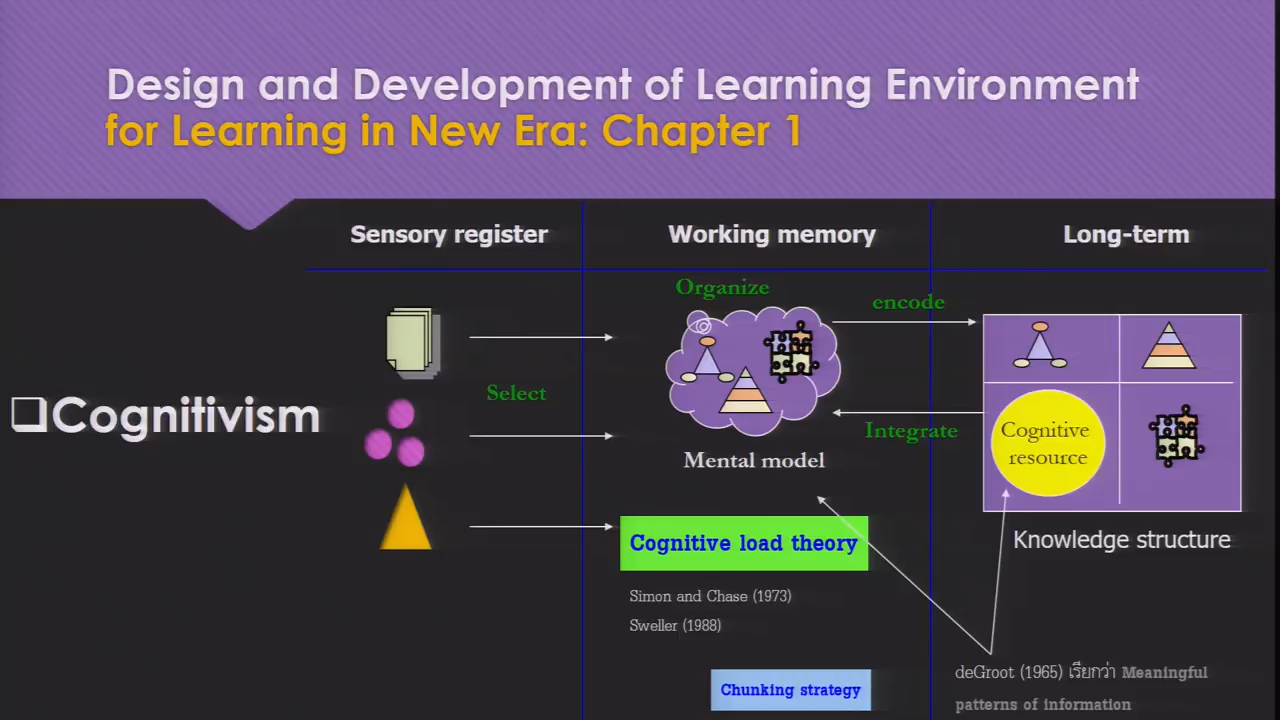 Design and Development of Learning Environment
for Learning in New Era: Chapter 1
Sensory register
Working memory
Long-term
Organize
encode
Select
❑Cognitivism
Integrate
Cognitive
resource
Mental model
Knowledge structure
Cognitive load theory
Simon and Chase (1973)
Sweller (1988)
deGroot (1965) เรียกว่า Meaningful
patterns of information
Chunking strategy